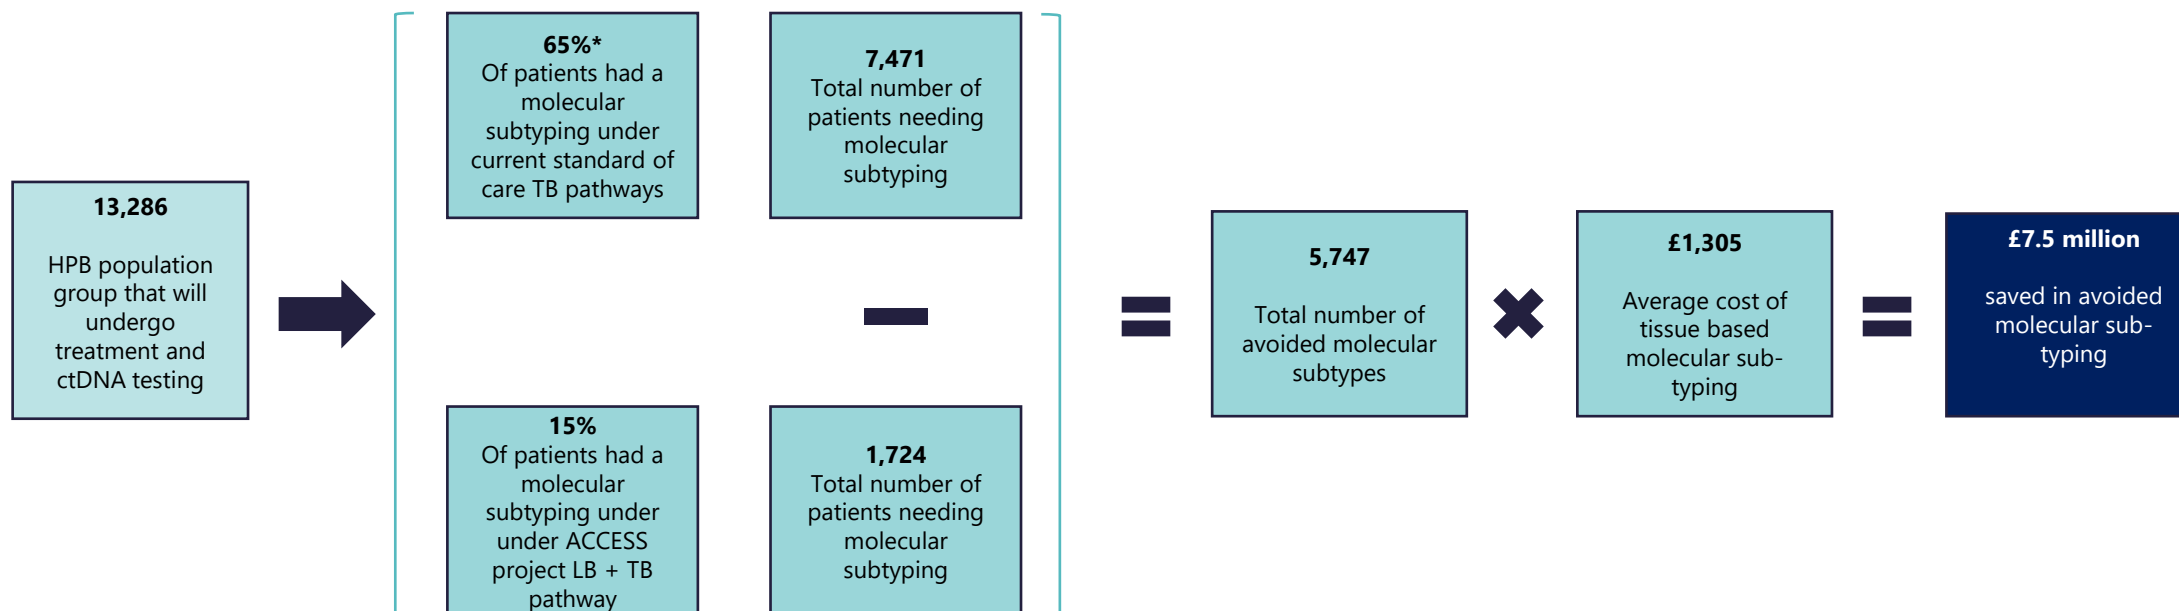 13,286
HPB population
group that will
undergo
treatment and
ctDNA testing
65%*
Of patients had a
molecular
subtyping under
current standard of
care TB pathways
7,471
Total number of
patients needing
molecular
subtyping
15%
Of patients had a
molecular
subtyping under
under ACCESS
project LB + TB
pathway
1,724
Total number of
patients needing
molecular
subtyping
5,747
Total number of
avoided molecular
subtypes
£1,305
Average cost of
tissue based
molecular sub-
typing
£7.5 million
saved in avoided
molecular sub-
typing